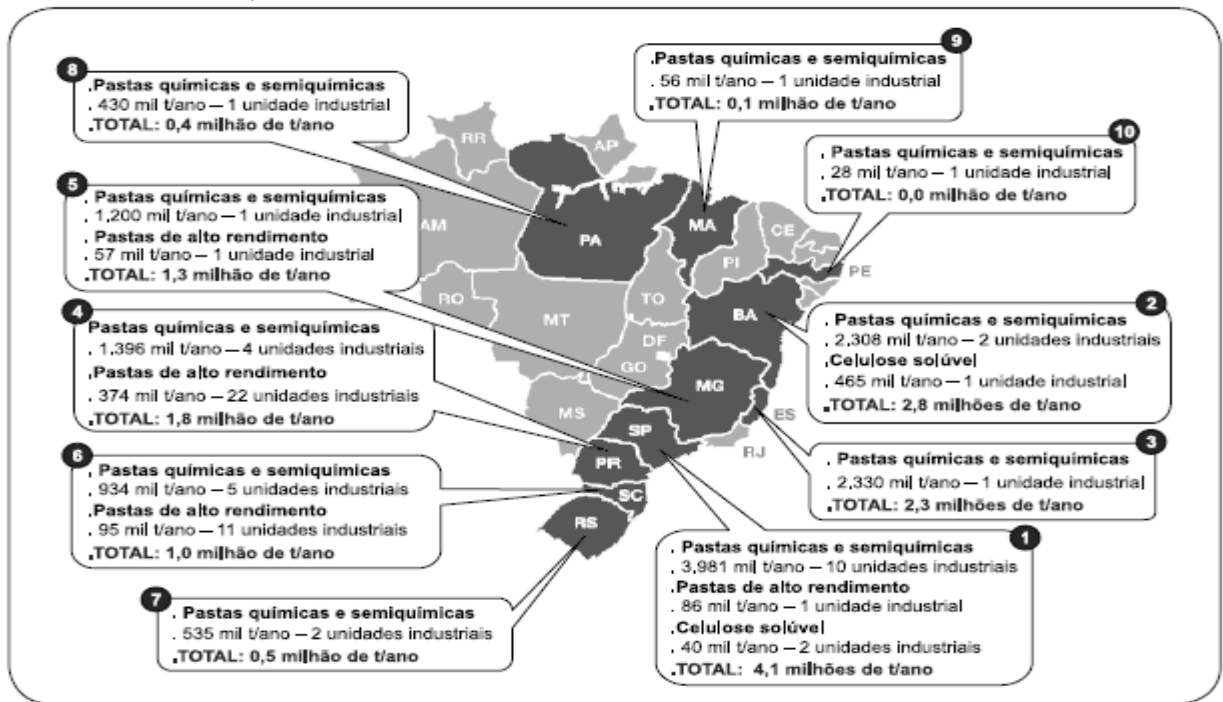 8
.Pastas químicas e semiquímicas
. 430 mil t/ano – 1 unidade industrial
.TOTAL: 0,4 milhão de t/ano
9
.Pastas químicas e semiquímicas
. 56 mil t/ano – 1 unidade industrial
.TOTAL: 0,1 milhão de t/ano
10
. Pastas químicas e semiquímicas
. 28 mil t/ano – 1 unidade industrial
.TOTAL: 0,0 milhão de t/ano
5
. Pastas químicas e semiquímicas
. 1,200 mil t/ano – 1 unidade industrial
. Pastas de alto rendimento
. 57 mil t/ano – 1 unidade industrial
.TOTAL: 1,3 milhão de t/ano
4
Pastas químicas e semiquímicas
. 1.396 mil t/ano – 4 unidades industriais
.Pastas de alto rendimento
. 374 mil t/ano – 22 unidades industriais
.TOTAL: 1,8 milhão de t/ano
2
. Pastas químicas e semiquímicas
. 2,308 mil t/ano – 2 unidades industriais
.Celulose solúvel
. 465 mil t/ano – 1 unidade industrial
.TOTAL: 2,8 milhões de t/ano
3
. Pastas químicas e semiquímicas
. 2,330 mil t/ano – 1 unidade industrial
.TOTAL: 2,3 milhões de t/ano
6
. Pastas químicas e semiquímicas
. 934 mil t/ano – 5 unidades industriais
.Pastas de alto rendimento
. 95 mil t/ano – 11 unidades industriais
.TOTAL: 1,0 milhão de t/ano
1
. Pastas químicas e semiquímicas
. 3,981 mil t/ano – 10 unidades industriais
.Pastas de alto rendimento
. 86 mil t/ano – 1 unidade industrial
.Celulose solúvel
. 40 mil t/ano – 2 unidades industriais
.TOTAL: 4,1 milhões de t/ano
7
. Pastas químicas e semiquímicas
. 535 mil t/ano – 2 unidades industriais
.TOTAL: 0,5 milhão de t/ano
RR
AP
AM
PA
MA
CE
PI
PE
RO
TO
MT
BA
DF
GO
MG
MS
ES
SP
RJ
PR
SC
RS